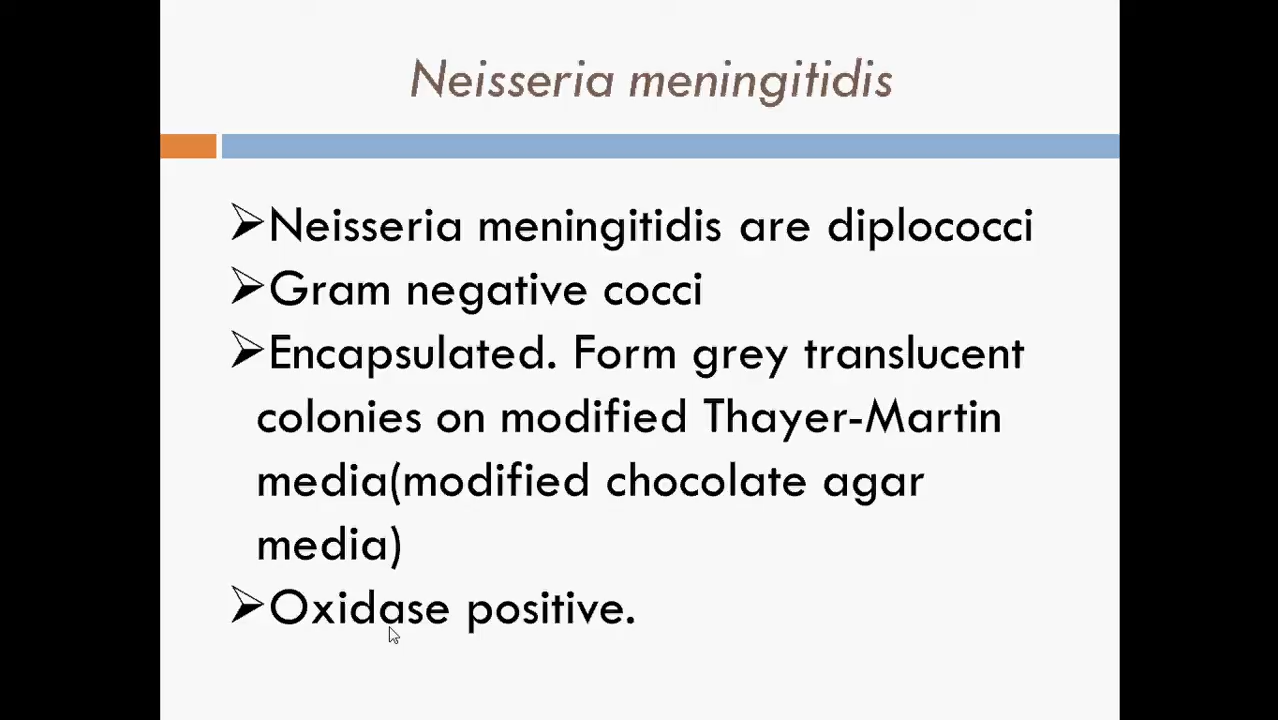 Neisseria meningitidis
➢Neisseria meningitidis are diplococci
➢Gram negative cocci
➢Encapsulated. Form grey translucent
colonies on modified Thayer-Martin
media(modified chocolate agar
media)
➢Oxidase positive.